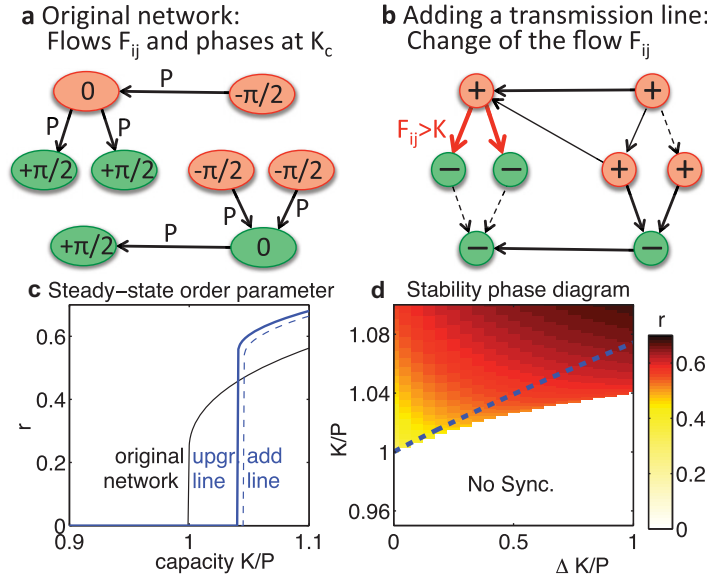 a Original network:
Flows Fij and phases at Kc
P
0
-π/2
P
P
+π/2
+π/2
-π/2
-π/2
P
P
+π/2
P
0
b Adding a transmission line:
Change of the flow Fij
+
+
Fij>K
−
−
+
+
−
−
c Steady−state order parameter
r
0.6
0.4
0.2
0
original
network
upgr.
line
add
line
0.9
1
1.1
capacity K/P
d Stability phase diagram
K/P
1.08
1.04
1
0.96
No Sync.
0
0.5
1
Δ K/P
r
0.6
0.4
0.2
0